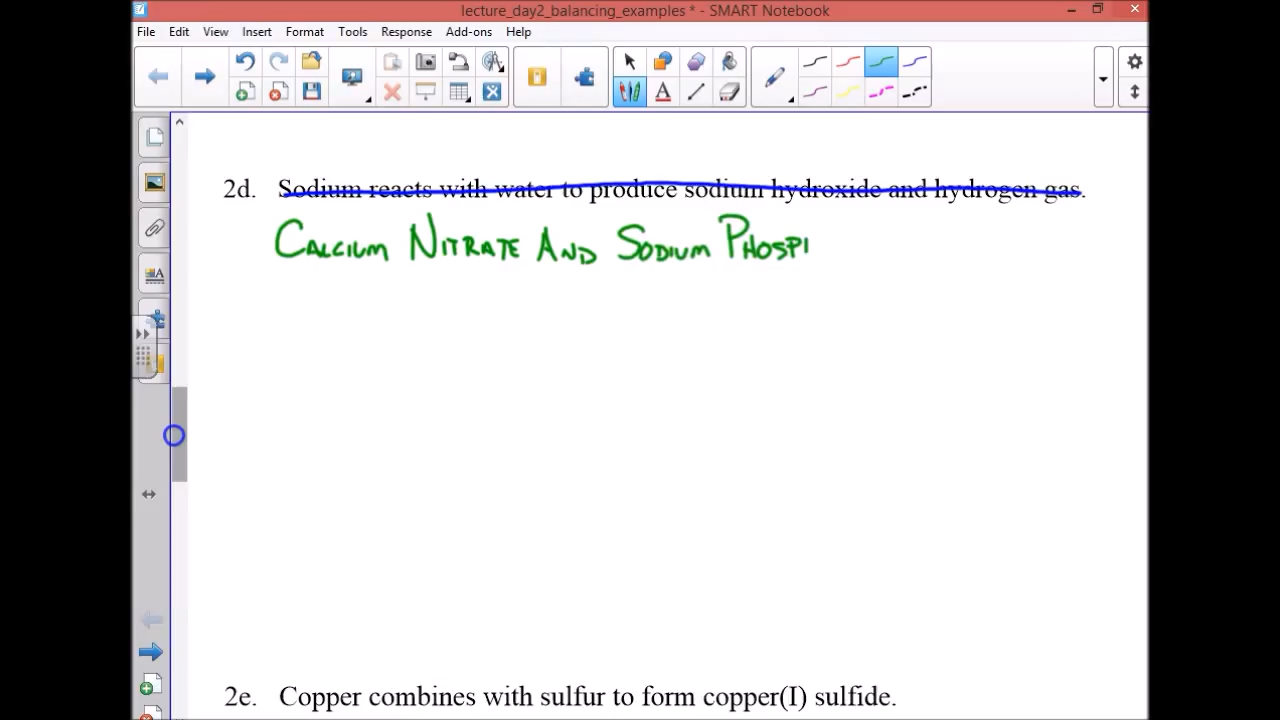 lecture_day2_balancing_examples * - SMART Notebook
File Edit View Insert Format Tools Response Add-ons Help
2d. Sodium reacts with water to produce sodium hydroxide and hydrogen gas.
CALCIUM NITRATE AND SODIUM PHOSPI
2e. Copper combines with sulfur to form copper(I) sulfide.